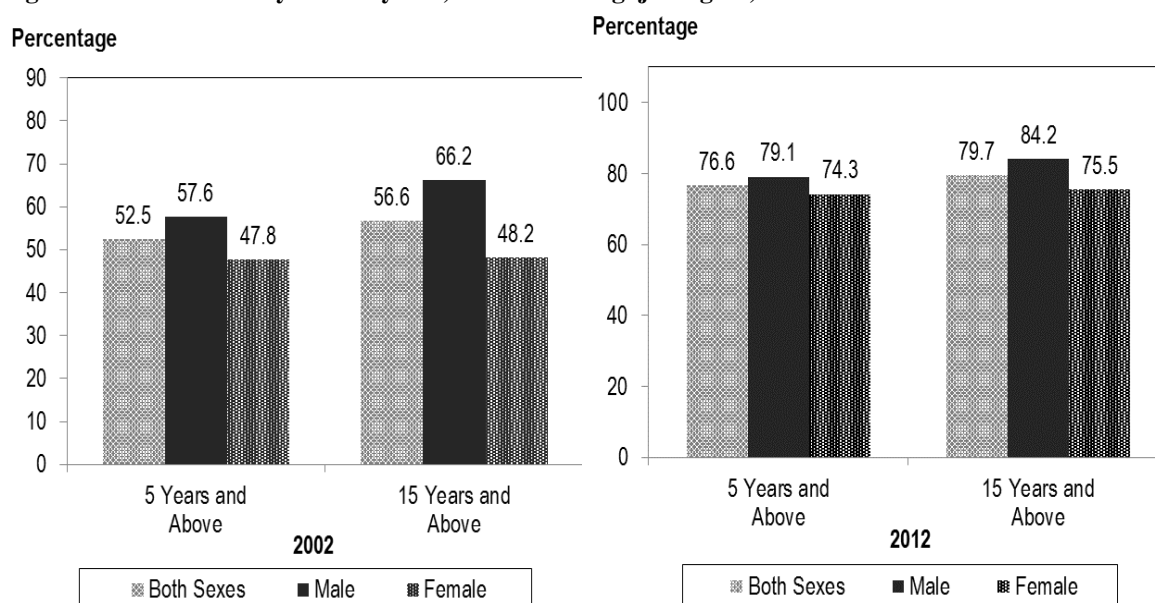 Percentage
90
80
70
60
50
40
30
20
10
0
52.5
57.6
47.8
56.6
66.2
48.2
5 Years and
Above
15 Years and
Above
2002
Both Sexes Male Female
Percentage
100
80
60
40
20
0
76.6
79.1
74.3
79.7
84.2
75.5
5 Years and
Above
15 Years and
Above
2012
Both Sexes Male Female